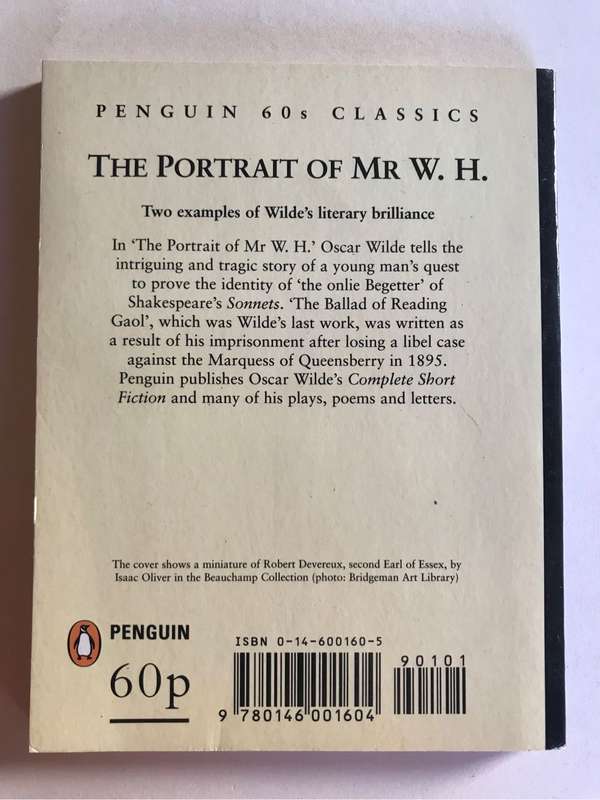 PENGUIN 60s CLASSICS
THE PORTRAIT OF MR W. H.
Two examples of Wilde's literary brilliance
In 'The Portrait of Mr W. H.' Oscar Wilde tells the
intriguing and tragic story of a young man's quest
to prove the identity of 'the onlie Begetter' of
Shakespeare's Sonnets. 'The Ballad of Reading
Gaol', which was Wilde's last work, was written as
a result of his imprisonment after losing a libel case
against the Marquess of Queensberry in 1895.
Penguin publishes Oscar Wilde's Complete Short
Fiction and many of his plays, poems and letters.
The cover shows a miniature of Robert Devereux, second Earl of Essex, by
Isaac Oliver in the Beauchamp Collection (photo: Bridgeman Art Library)
PENGUIN
60p
ISBN 0-14-600160-5
90101
9 780146 001604